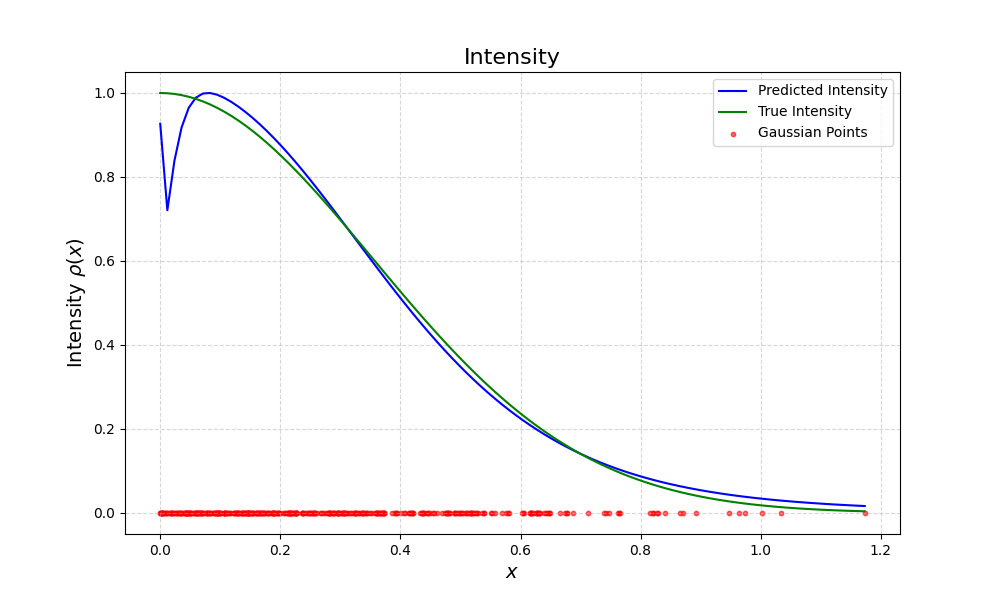 Intensity
Predicted Intensity
True Intensity
Gaussian Points
Intensity ρ(x)
1.0
0.8
0.6
0.4
0.2
0.0
0.0 0.2 0.4 0.6 0.8 1.0 1.2
x